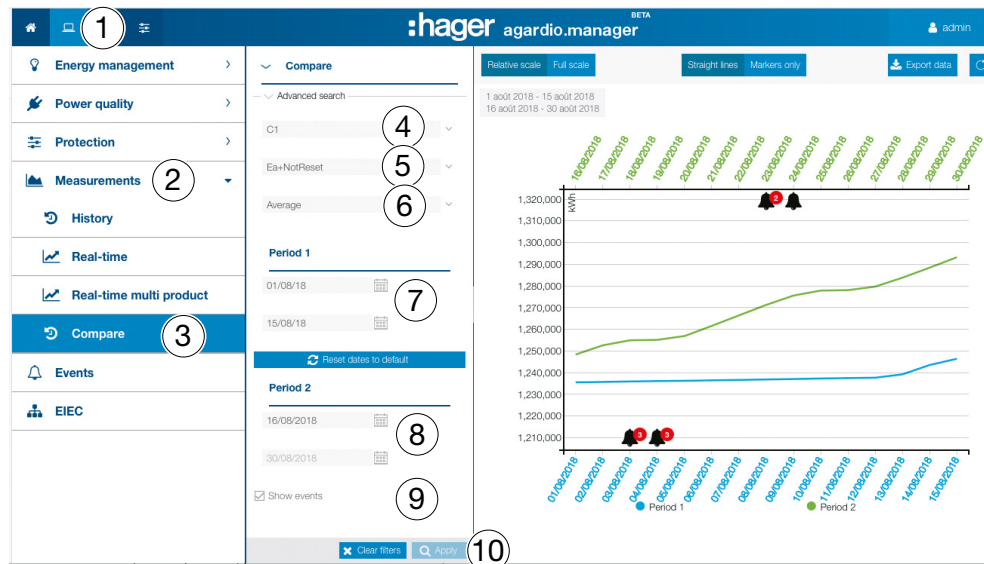 1
:hager agardio.manager BETA
admin
Energy management
Power quality
Protection
Measurements 2
History
Real-time
Real-time multi product
Compare 3
Events
EIEC
Compare
Advanced search
C1 4
Ea+NotReset 5
Average 6
Period 1
01/08/18
7
15/08/18
Reset dates to default
Period 2
16/08/2018
8
30/08/2018
Show events 9
Clear filters Apply 10
Relative scale Full scale Straight lines Markers only Export data
1 août 2018 - 15 août 2018
16 août 2018 - 30 août 2018
16/08/2018 17/08/2018 18/08/2018 19/08/2018 20/08/2018 21/08/2018 22/08/2018 23/08/2018 24/08/2018 25/08/2018 26/08/2018 27/08/2018 28/08/2018 29/08/2018 30/08/2018
kWh
1,320,000 2
1,310,000
1,300,000
1,290,000
1,280,000
1,270,000
1,260,000
1,250,000
1,240,000
1,230,000
1,220,000
1,210,000 3 3
01/08/2018 02/08/2018 03/08/2018 04/08/2018 05/08/2018 06/08/2018 07/08/2018 08/08/2018 09/08/2018 10/08/2018 11/08/2018 12/08/2018 13/08/2018 14/08/2018 15/08/2018
Period 1 Period 2